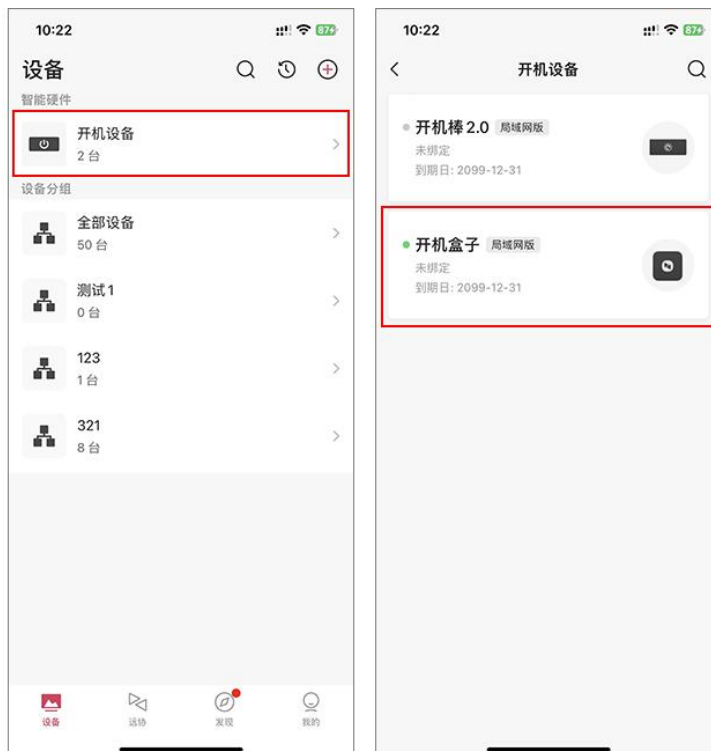 10:22
87
设备
智能硬件
开机设备
2 台
设备分组
全部设备
50 台
测试1
0 台
123
1 台
321
8 台
设备
远协
发现
我的
10:22
87
开机设备
开机棒2.0 局域网版
未绑定
到期日: 2099-12-31
开机盒子 局域网版
未绑定
到期日: 2099-12-31